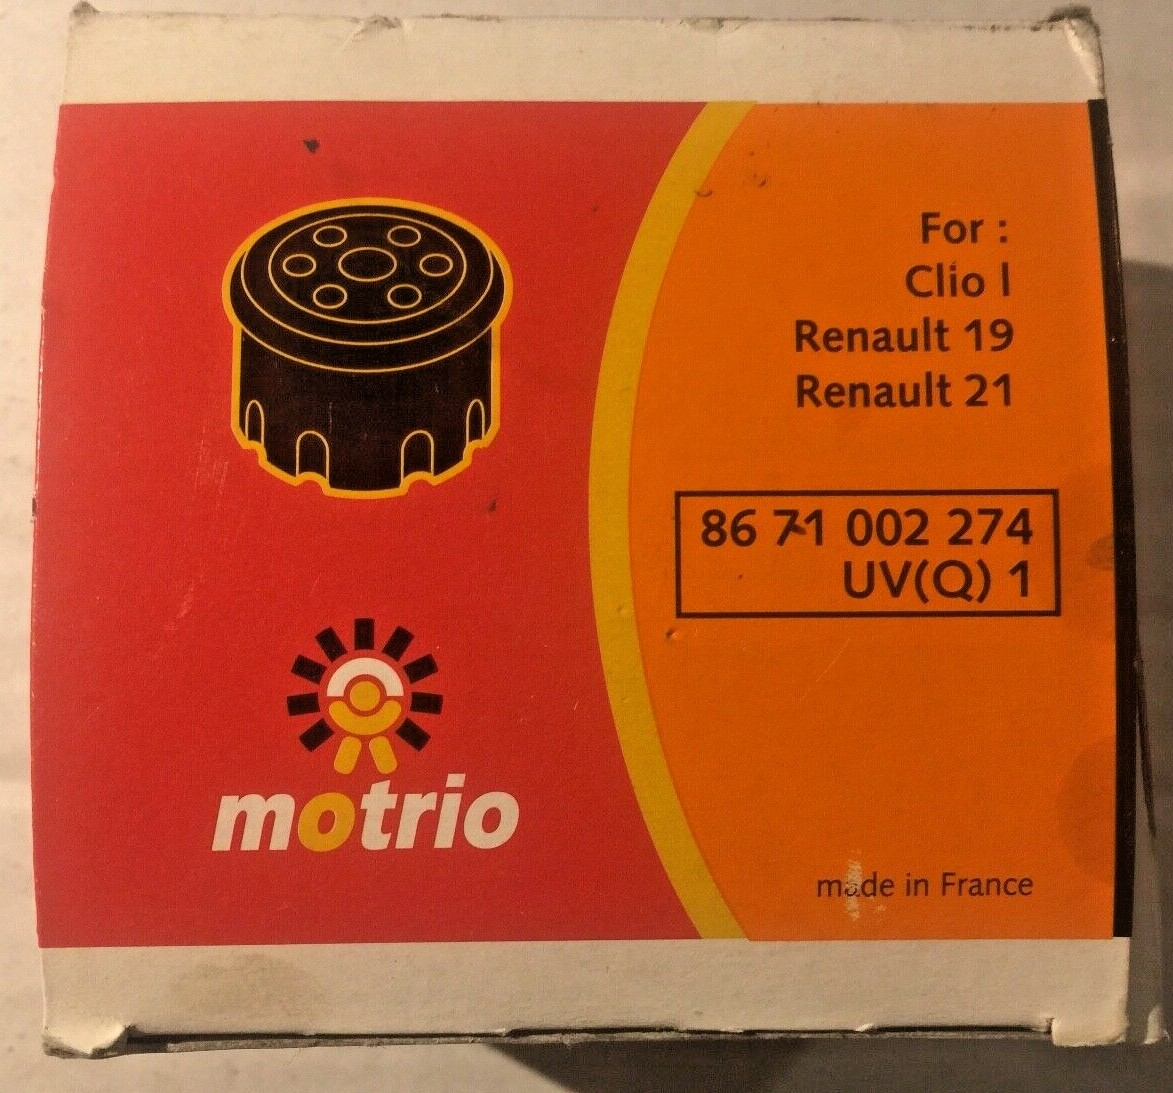 For :
Clio I
Renault 19
Renault 21
86 71 002 274
UV(Q) 1
motrio
made in France